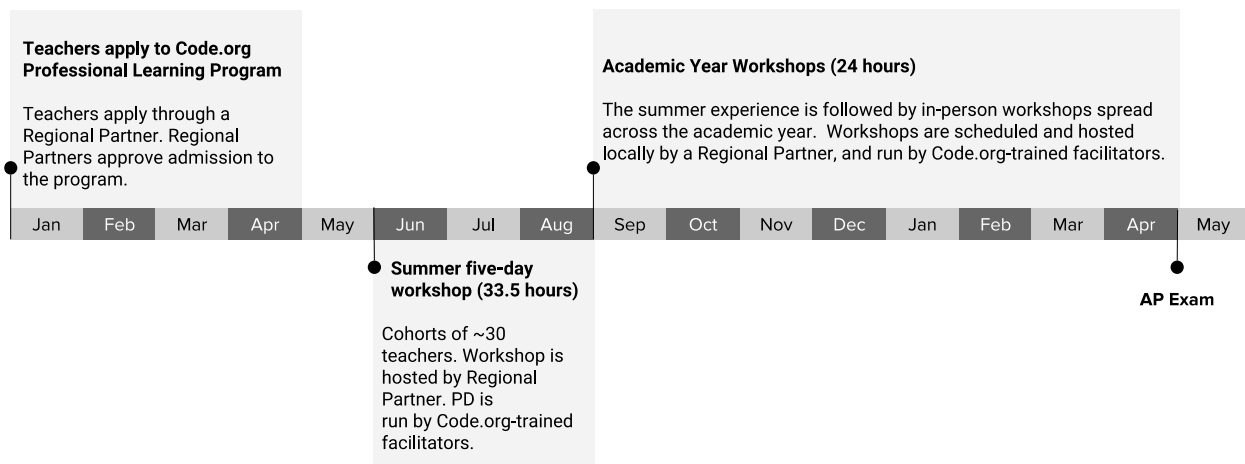 Teachers apply to Code.org
Professional Learning Program
Teachers apply through a
Regional Partner. Regional
Partners approve admission to
the program.
Academic Year Workshops (24 hours)
The summer experience is followed by in-person workshops spread
across the academic year.  Workshops are scheduled and hosted
locally by a Regional Partner, and run by Code.org-trained facilitators.
Jan Feb Mar Apr May Jun Jul Aug Sep Oct Nov Dec Jan Feb Mar Apr May
Summer five-day
workshop (33.5 hours)
Cohorts of ~30
teachers. Workshop is
hosted by Regional
Partner. PD is
run by Code.org-trained
facilitators.
AP Exam